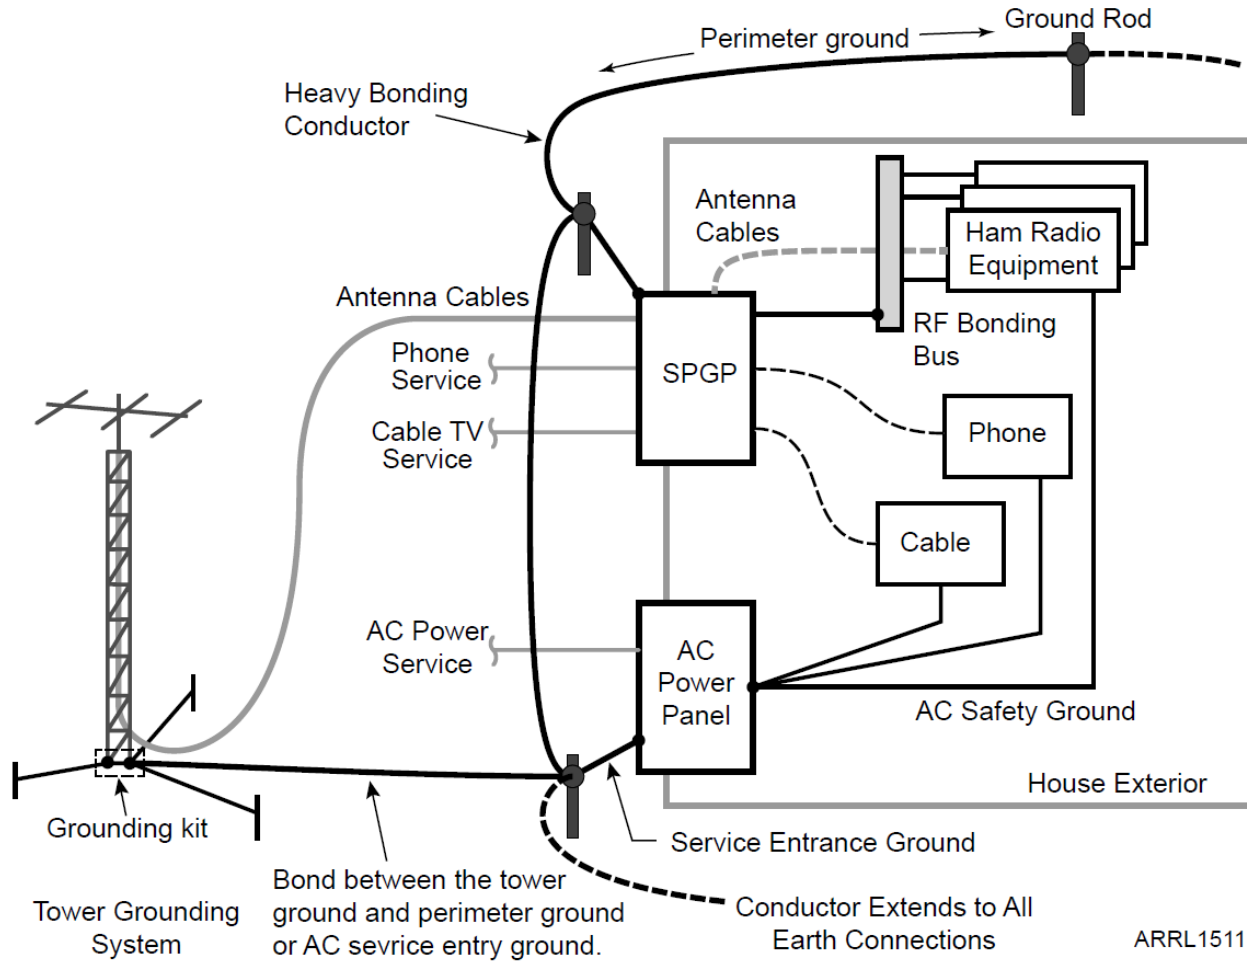 Perimeter ground
Ground Rod
Heavy Bonding
Conductor
Antenna
Cables
Ham Radio
Equipment
Antenna Cables
RF Bonding
Bus
Phone
Service
SPGP
Cable TV
Service
Phone
Cable
AC Power
Service
AC
Power
Panel
AC Safety Ground
House Exterior
Grounding kit
Service Entrance Ground
Tower Grounding
System
Bond between the tower
ground and perimeter ground
or AC sevrice entry ground.
Conductor Extends to All
Earth Connections
ARRL1511